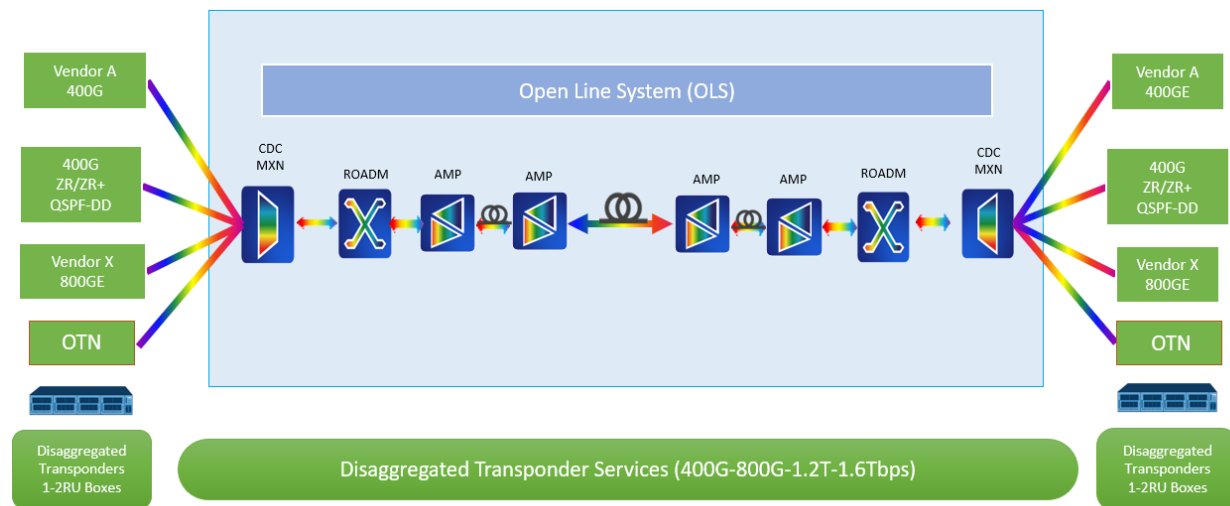 Vendor A
400G
400G
ZR/ZR+
QSPF-DD
Vendor X
800GE
OTN
Disaggregated
Transponders
1-2RU Boxes
Open Line System (OLS)
CDC
MXN
ROADM
AMP
AMP
AMP
AMP
ROADM
CDC
MXN
Disaggregated Transponder Services (400G-800G-1.2T-1.6Tbps)
Vendor A
400GE
400G
ZR/ZR+
QSPF-DD
Vendor X
800GE
OTN
Disaggregated
Transponders
1-2RU Boxes